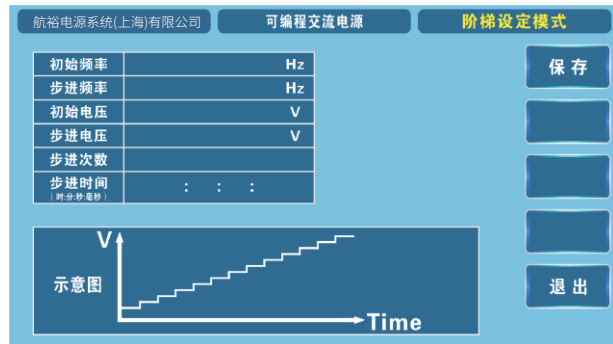 航裕电源系统(上海)有限公司
可编程交流电源
阶梯设定模式
初始频率 Hz
步进频率 Hz
初始电压 V
步进电压 V
步进次数
步进时间 : : :
(时:分:秒:毫秒)
保存
V
示意图
Time
退出